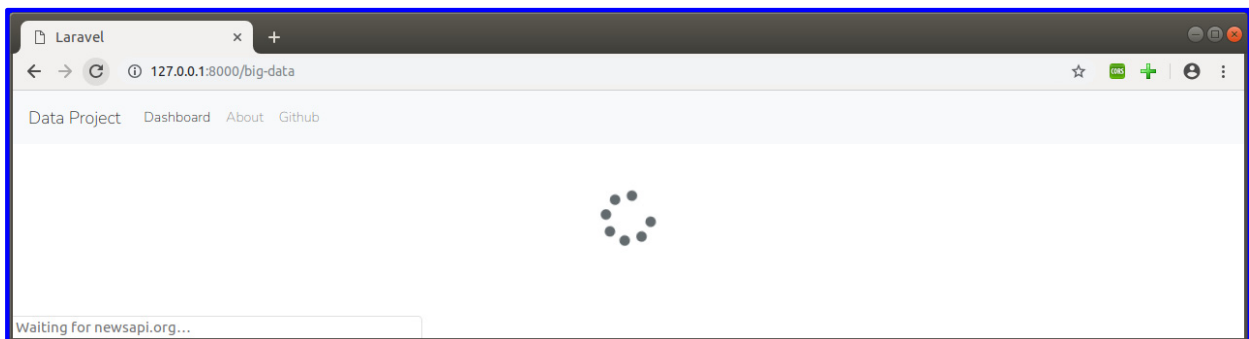 Laravel
127.0.0.1:8000/big-data
CORS
Data Project Dashboard About Github
Waiting for newsapi.org...